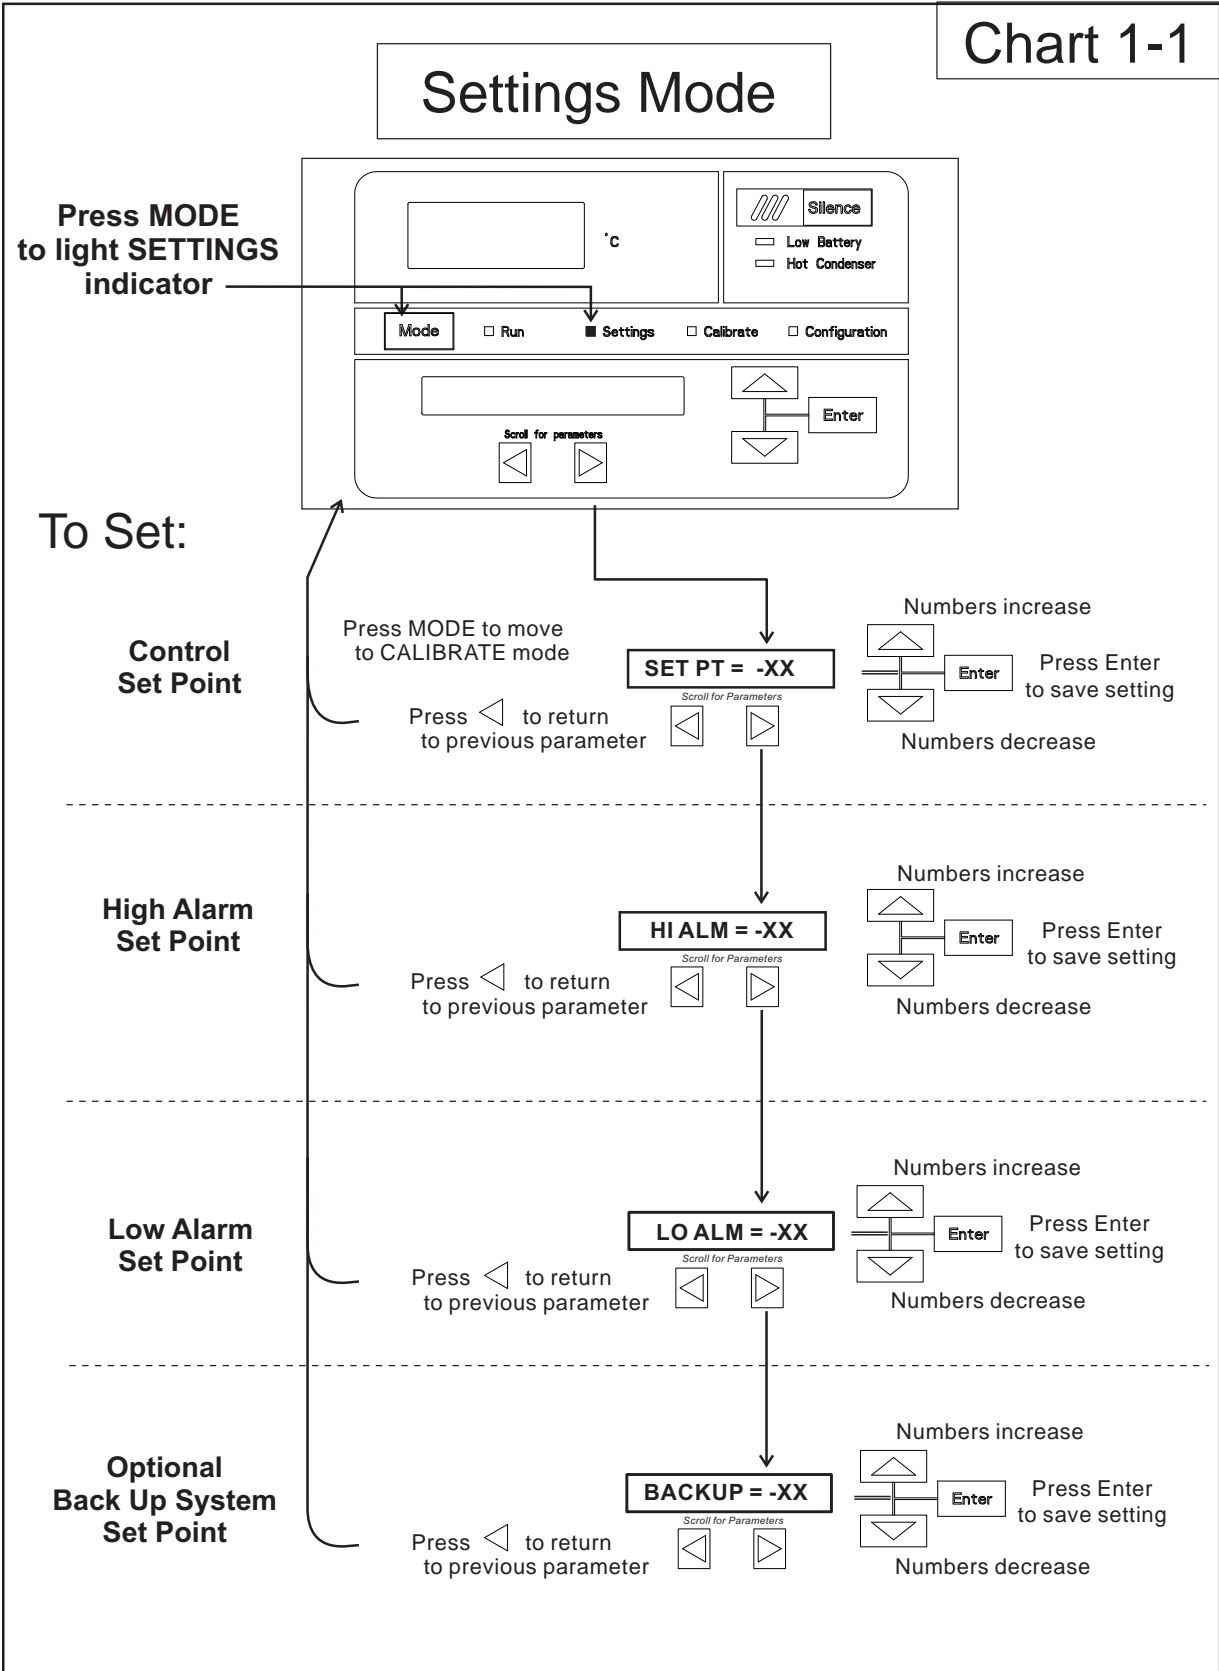 Chart 1-1
Settings Mode
Press MODE
to light SETTINGS
indicator
°C
Silence
Low Battery
Hot Condenser
Mode
Run
Settings
Calibrate
Configuration
Scroll for parameters
Enter
To Set:
Control
Set Point
Press MODE to move
to CALIBRATE mode
Press to return
to previous parameter
SET PT = -XX
Scroll for Parameters
Numbers increase
Enter
Press Enter
to save setting
Numbers decrease
High Alarm
Set Point
Press to return
to previous parameter
HI ALM = -XX
Scroll for Parameters
Numbers increase
Enter
Press Enter
to save setting
Numbers decrease
Low Alarm
Set Point
Press to return
to previous parameter
LO ALM = -XX
Scroll for Parameters
Numbers increase
Enter
Press Enter
to save setting
Numbers decrease
Optional
Back Up System
Set Point
Press to return
to previous parameter
BACKUP = -XX
Scroll for Parameters
Numbers increase
Enter
Press Enter
to save setting
Numbers decrease